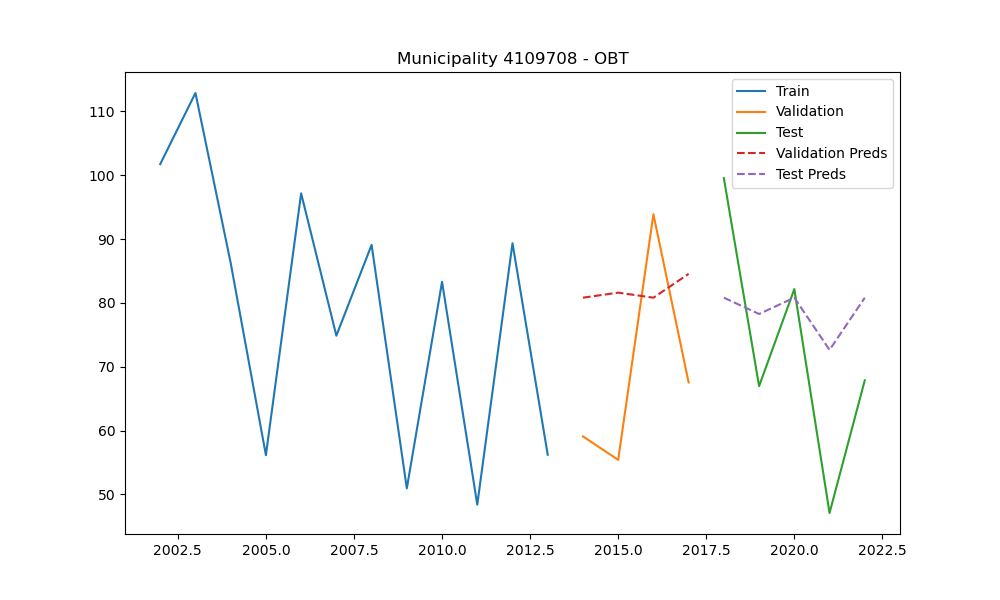 Municipality 4109708 - OBT
Train
Validation
Test
Validation Preds
Test Preds
110
100
90
80
70
60
50
2002.5 2005.0 2007.5 2010.0 2012.5 2015.0 2017.5 2020.0 2022.5